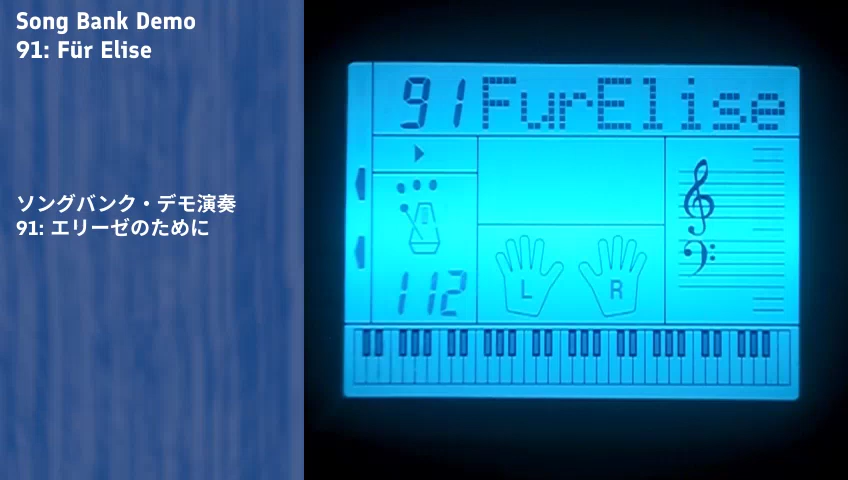 Song Bank Demo
91: Für Elise
ソングバンク・デモ演奏
91: エリーゼのために
91 FurElise
112
L R